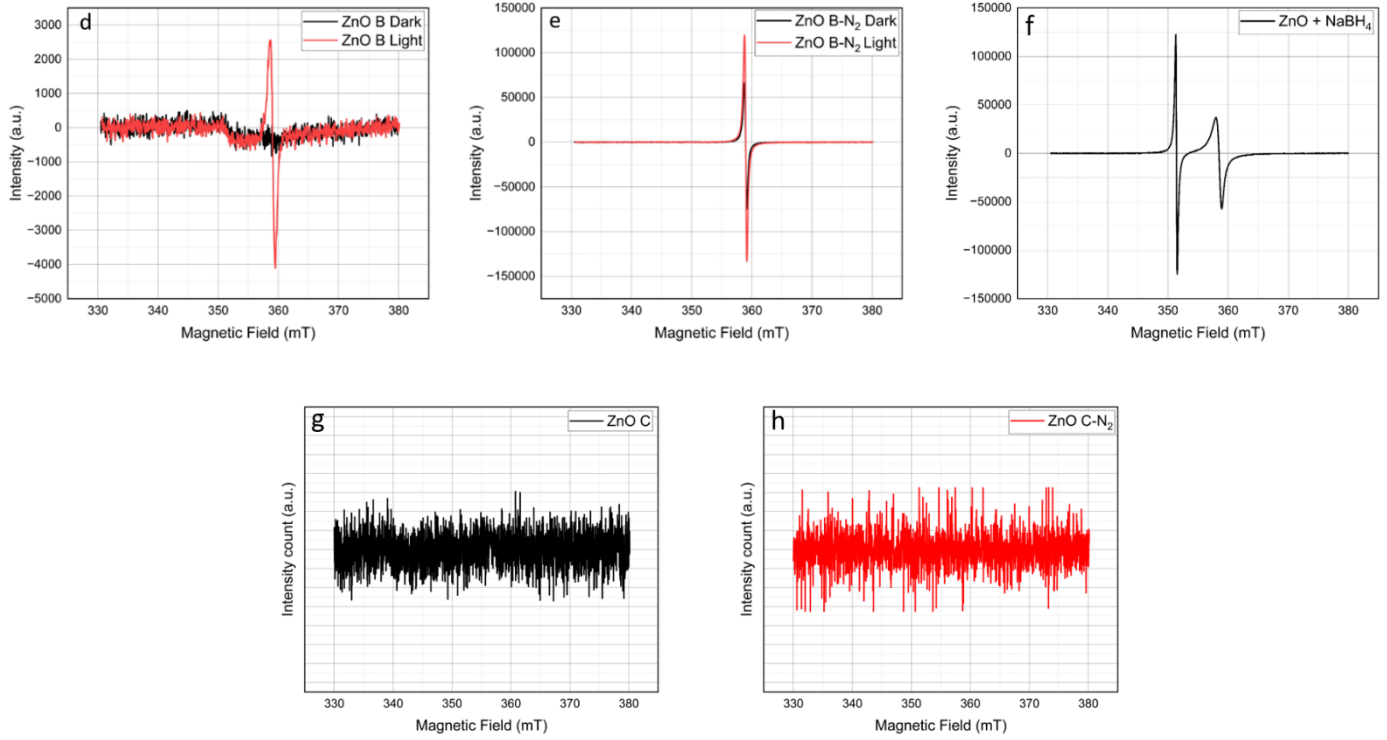 d
ZnO B Dark
ZnO B Light
3000
2000
1000
0
−1000
−2000
−3000
−4000
−5000
Intensity (a.u.)
330 340 350 360 370 380
Magnetic Field (mT)
e
ZnO B-N₂ Dark
ZnO B-N₂ Light
150000
100000
50000
0
−50000
−100000
−150000
Intensity (a.u.)
330 340 350 360 370 380
Magnetic Field (mT)
f
ZnO + NaBH₄
150000
100000
50000
0
−50000
−100000
−150000
Intensity (a.u.)
330 340 350 360 370 380
Magnetic Field (mT)
g
ZnO C
Intensity count (a.u.)
330 340 350 360 370 380
Magnetic Field (mT)
h
ZnO C-N₂
Intensity count (a.u.)
330 340 350 360 370 380
Magnetic Field (mT)